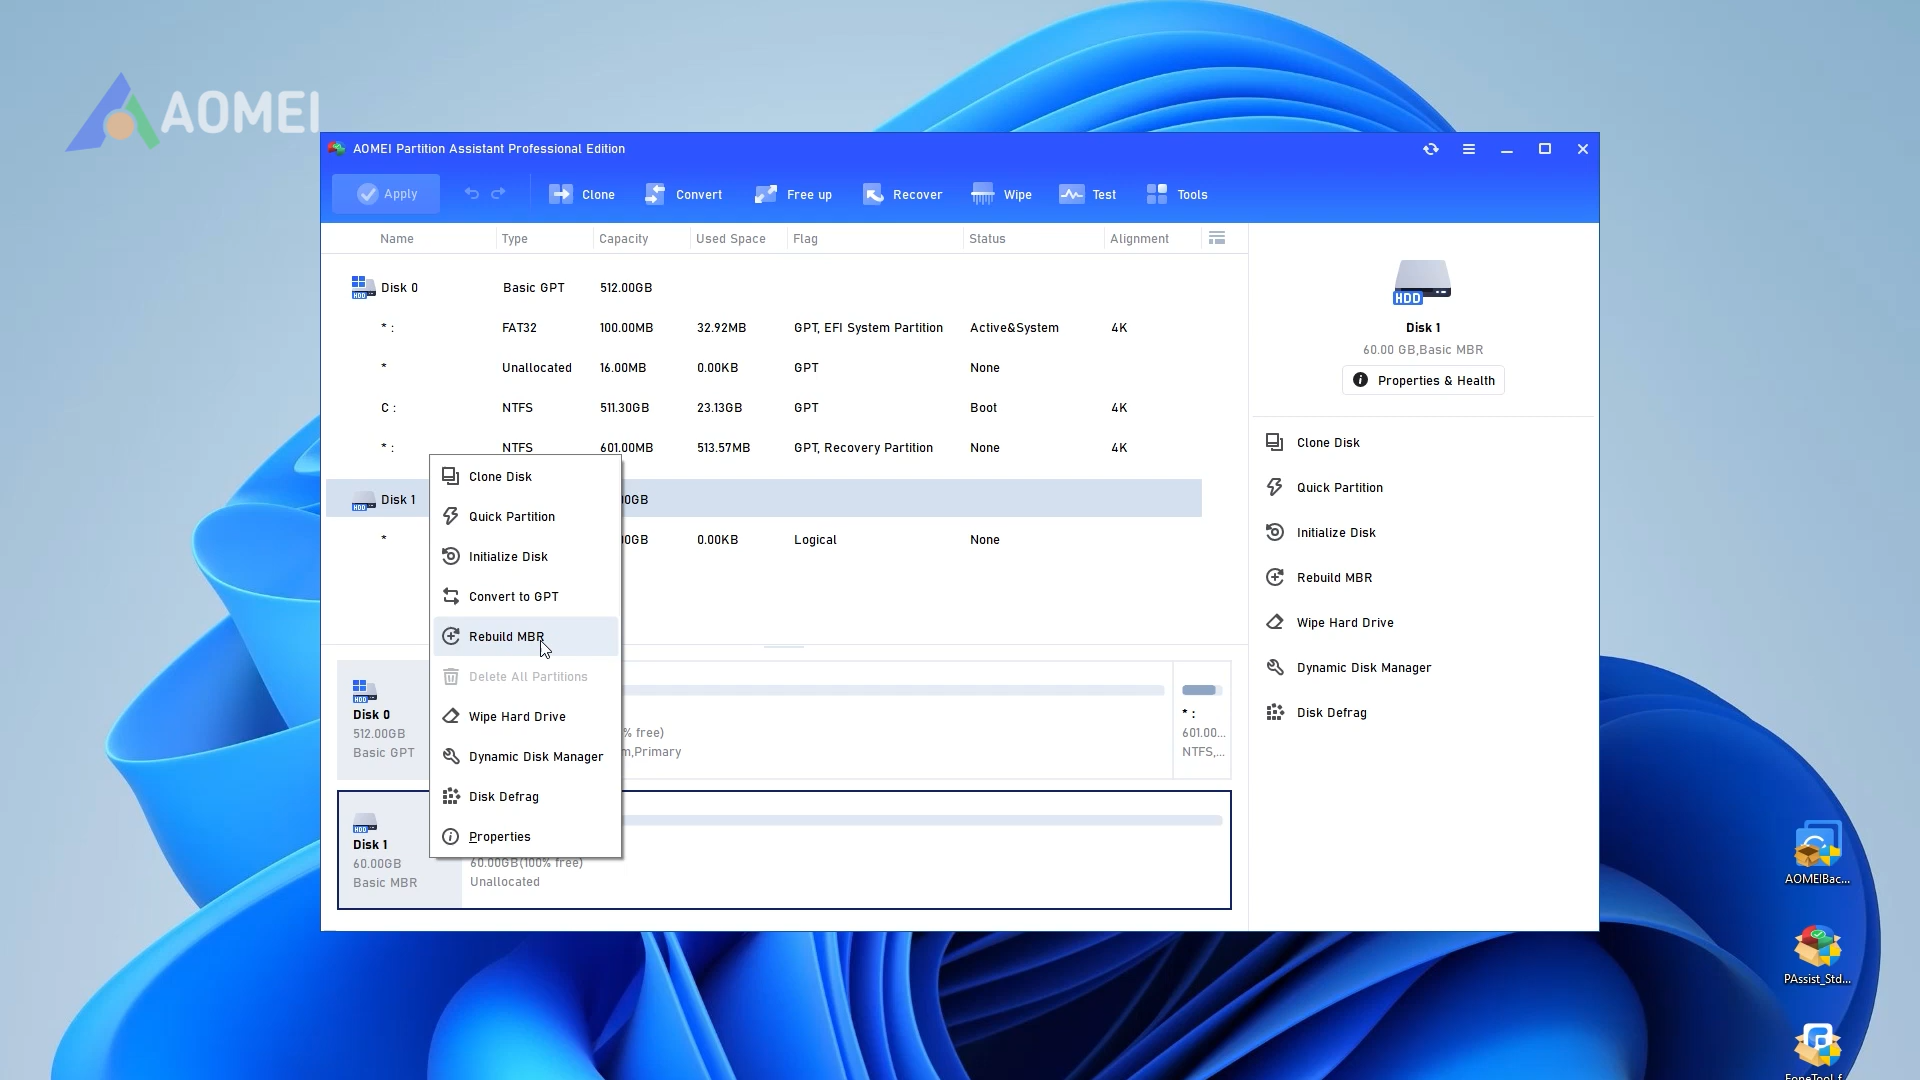 AOMEI
AOMEI Partition Assistant Professional Edition
Apply Clone Convert Free up Recover Wipe Test Tools
Name Type Capacity Used Space Flag Status Alignment
Disk 0 Basic GPT 512.00GB
* : FAT32 100.00MB 32.92MB GPT, EFI System Partition Active&System 4K
* Unallocated 16.00MB 0.00KB GPT None
C : NTFS 511.30GB 23.13GB GPT Boot 4K
* : NTFS 601.00MB 513.57MB GPT, Recovery Partition None 4K
Disk 1 0GB
* 0GB 0.00KB Logical None
Clone Disk
Quick Partition
Initialize Disk
Convert to GPT
Rebuild MBR
Delete All Partitions
Wipe Hard Drive
Dynamic Disk Manager
Disk Defrag
Properties
HDD
Disk 0
512.00GB
Basic GPT
% free)
m,Primary
* :
601.00...
NTFS,...
HDD
Disk 1
60.00GB
Basic MBR
60.00GB(100% free)
Unallocated
HDD
Disk 1
60.00 GB,Basic MBR
Properties & Health
Clone Disk
Quick Partition
Initialize Disk
Rebuild MBR
Wipe Hard Drive
Dynamic Disk Manager
Disk Defrag
AOMEIBac...
PAssist_Std...